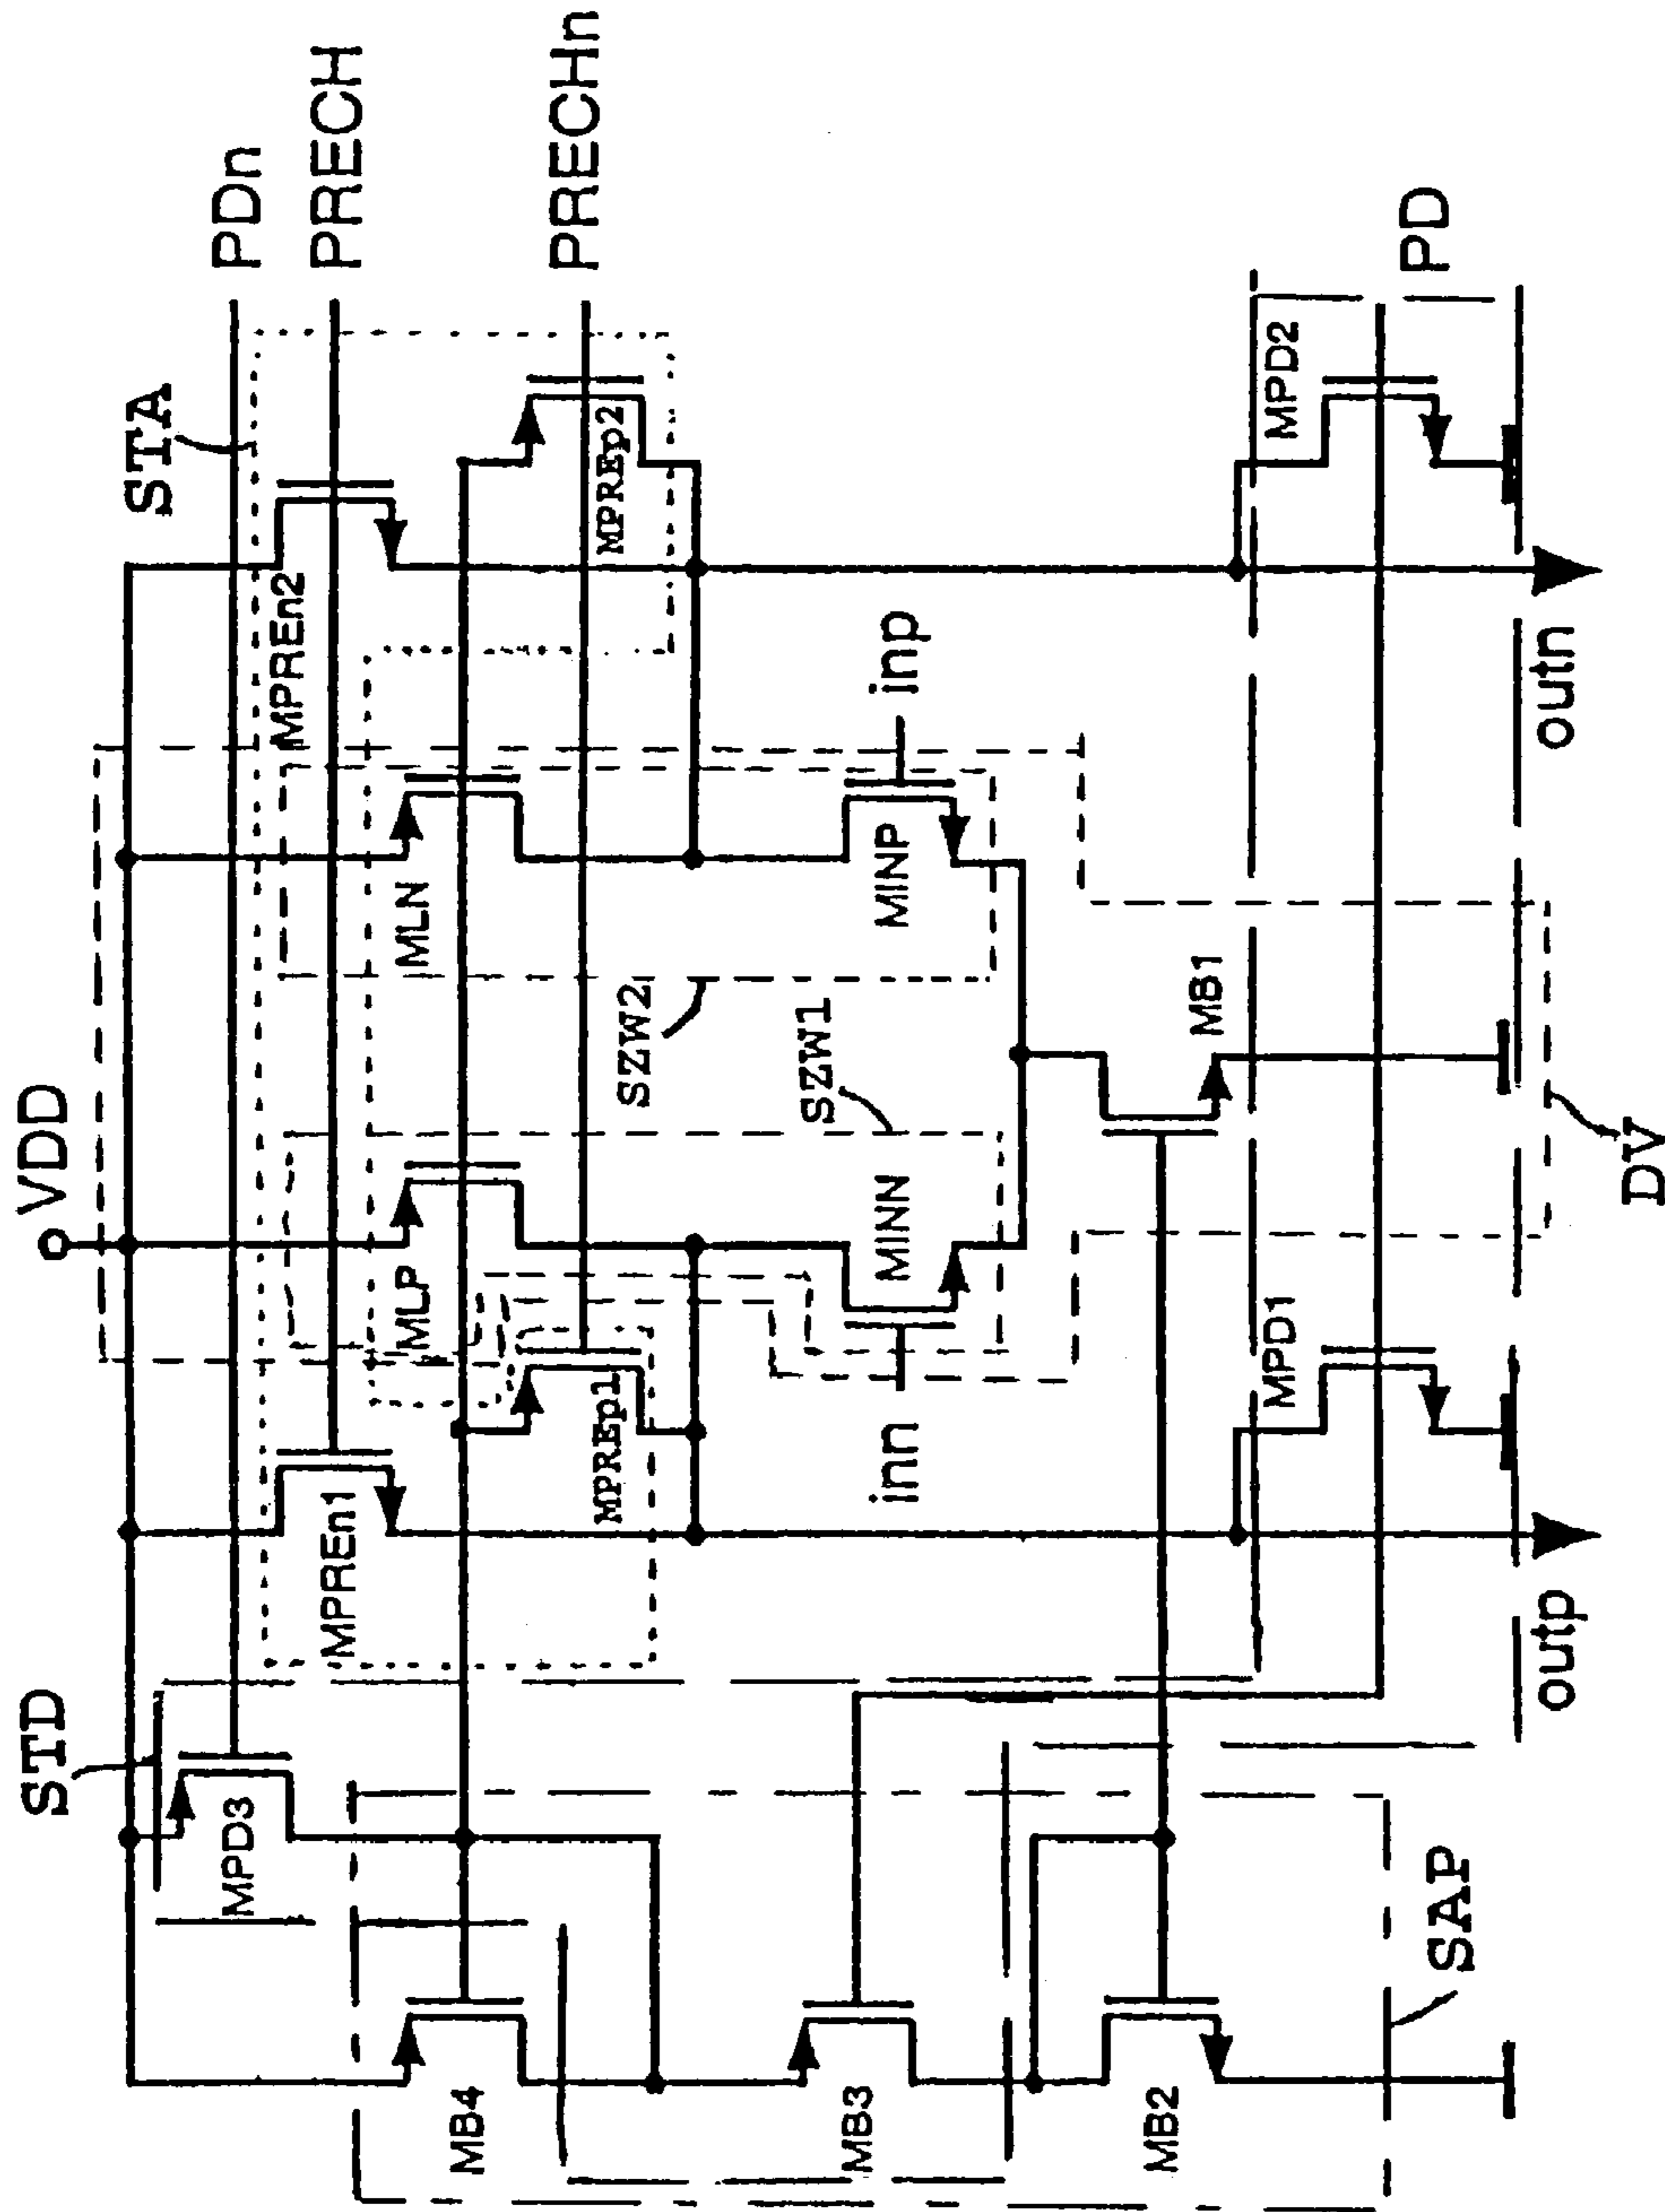 VDD
STD
STA
PDn
PRECH
PRECHn
MPD3
MPREn1
MPREn2
MB4
MLP
MLN
MPREp1
MPREp2
SZW2
SZW1
MB3
inn
MINN
MINP
inp
MB2
MB1
MPD1
MPD2
PD
SAP
outp
outn
DV